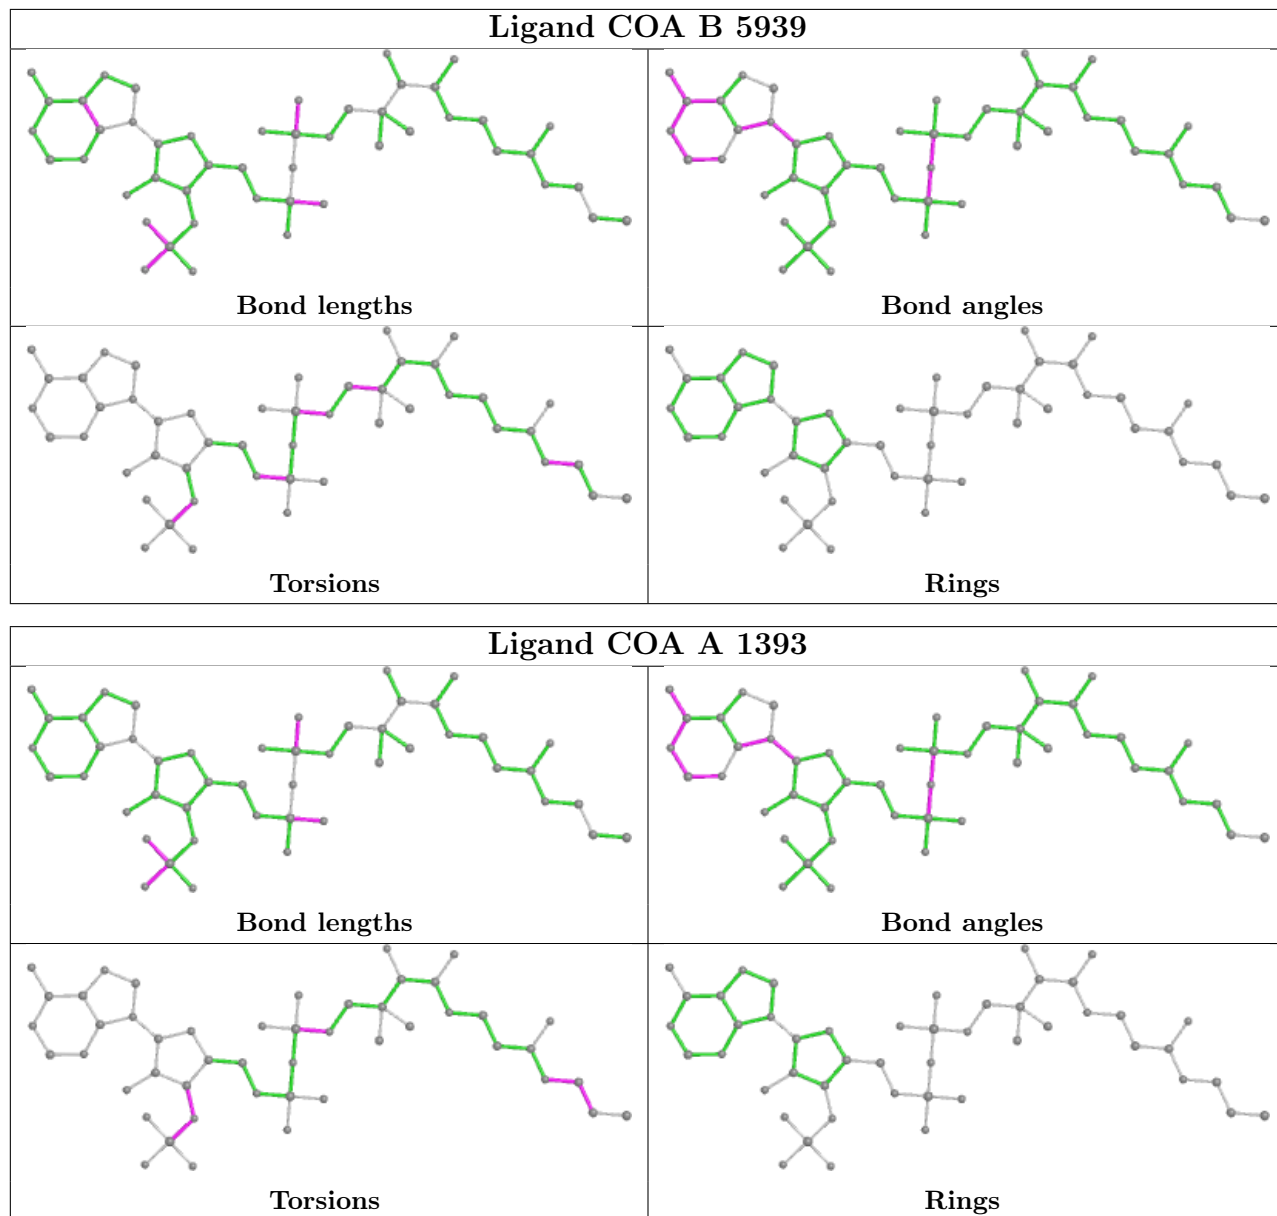 Ligand COA B 5939
Bond lengths
Bond angles
Torsions
Rings
Ligand COA A 1393
Bond lengths
Bond angles
Torsions
Rings